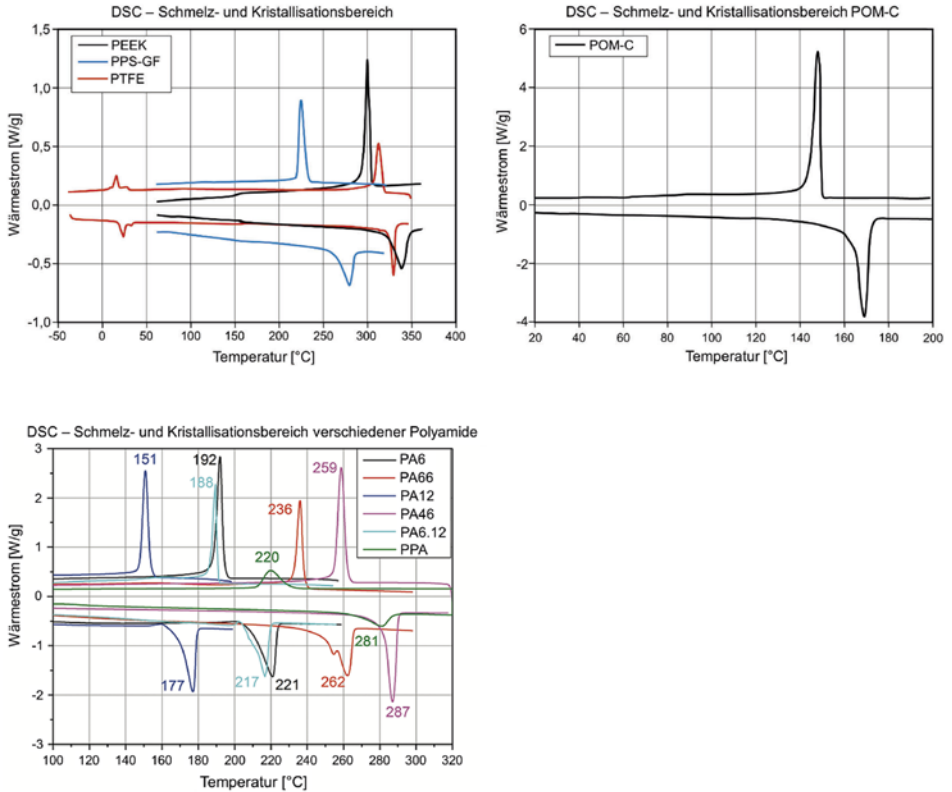 DSC – Schmelz- und Kristallisationsbereich
1,5
1,0
0,5
0,0
-0,5
-1,0
Wärmestrom [W/g]
PEEK
PPS-GF
PTFE
-50 0 50 100 150 200 250 300 350 400
Temperatur [°C]
DSC – Schmelz- und Kristallisationsbereich POM-C
6
4
2
0
-2
-4
Wärmestrom [W/g]
POM-C
20 40 60 80 100 120 140 160 180 200
Temperatur [°C]
DSC – Schmelz- und Kristallisationsbereich verschiedener Polyamide
3
2
1
0
-1
-2
-3
Wärmestrom [W/g]
151
192
188
236
220
259
PA6
PA66
PA12
PA46
PA6.12
PPA
177
217
221
262
281
287
100 120 140 160 180 200 220 240 260 280 300 320
Temperatur [°C]